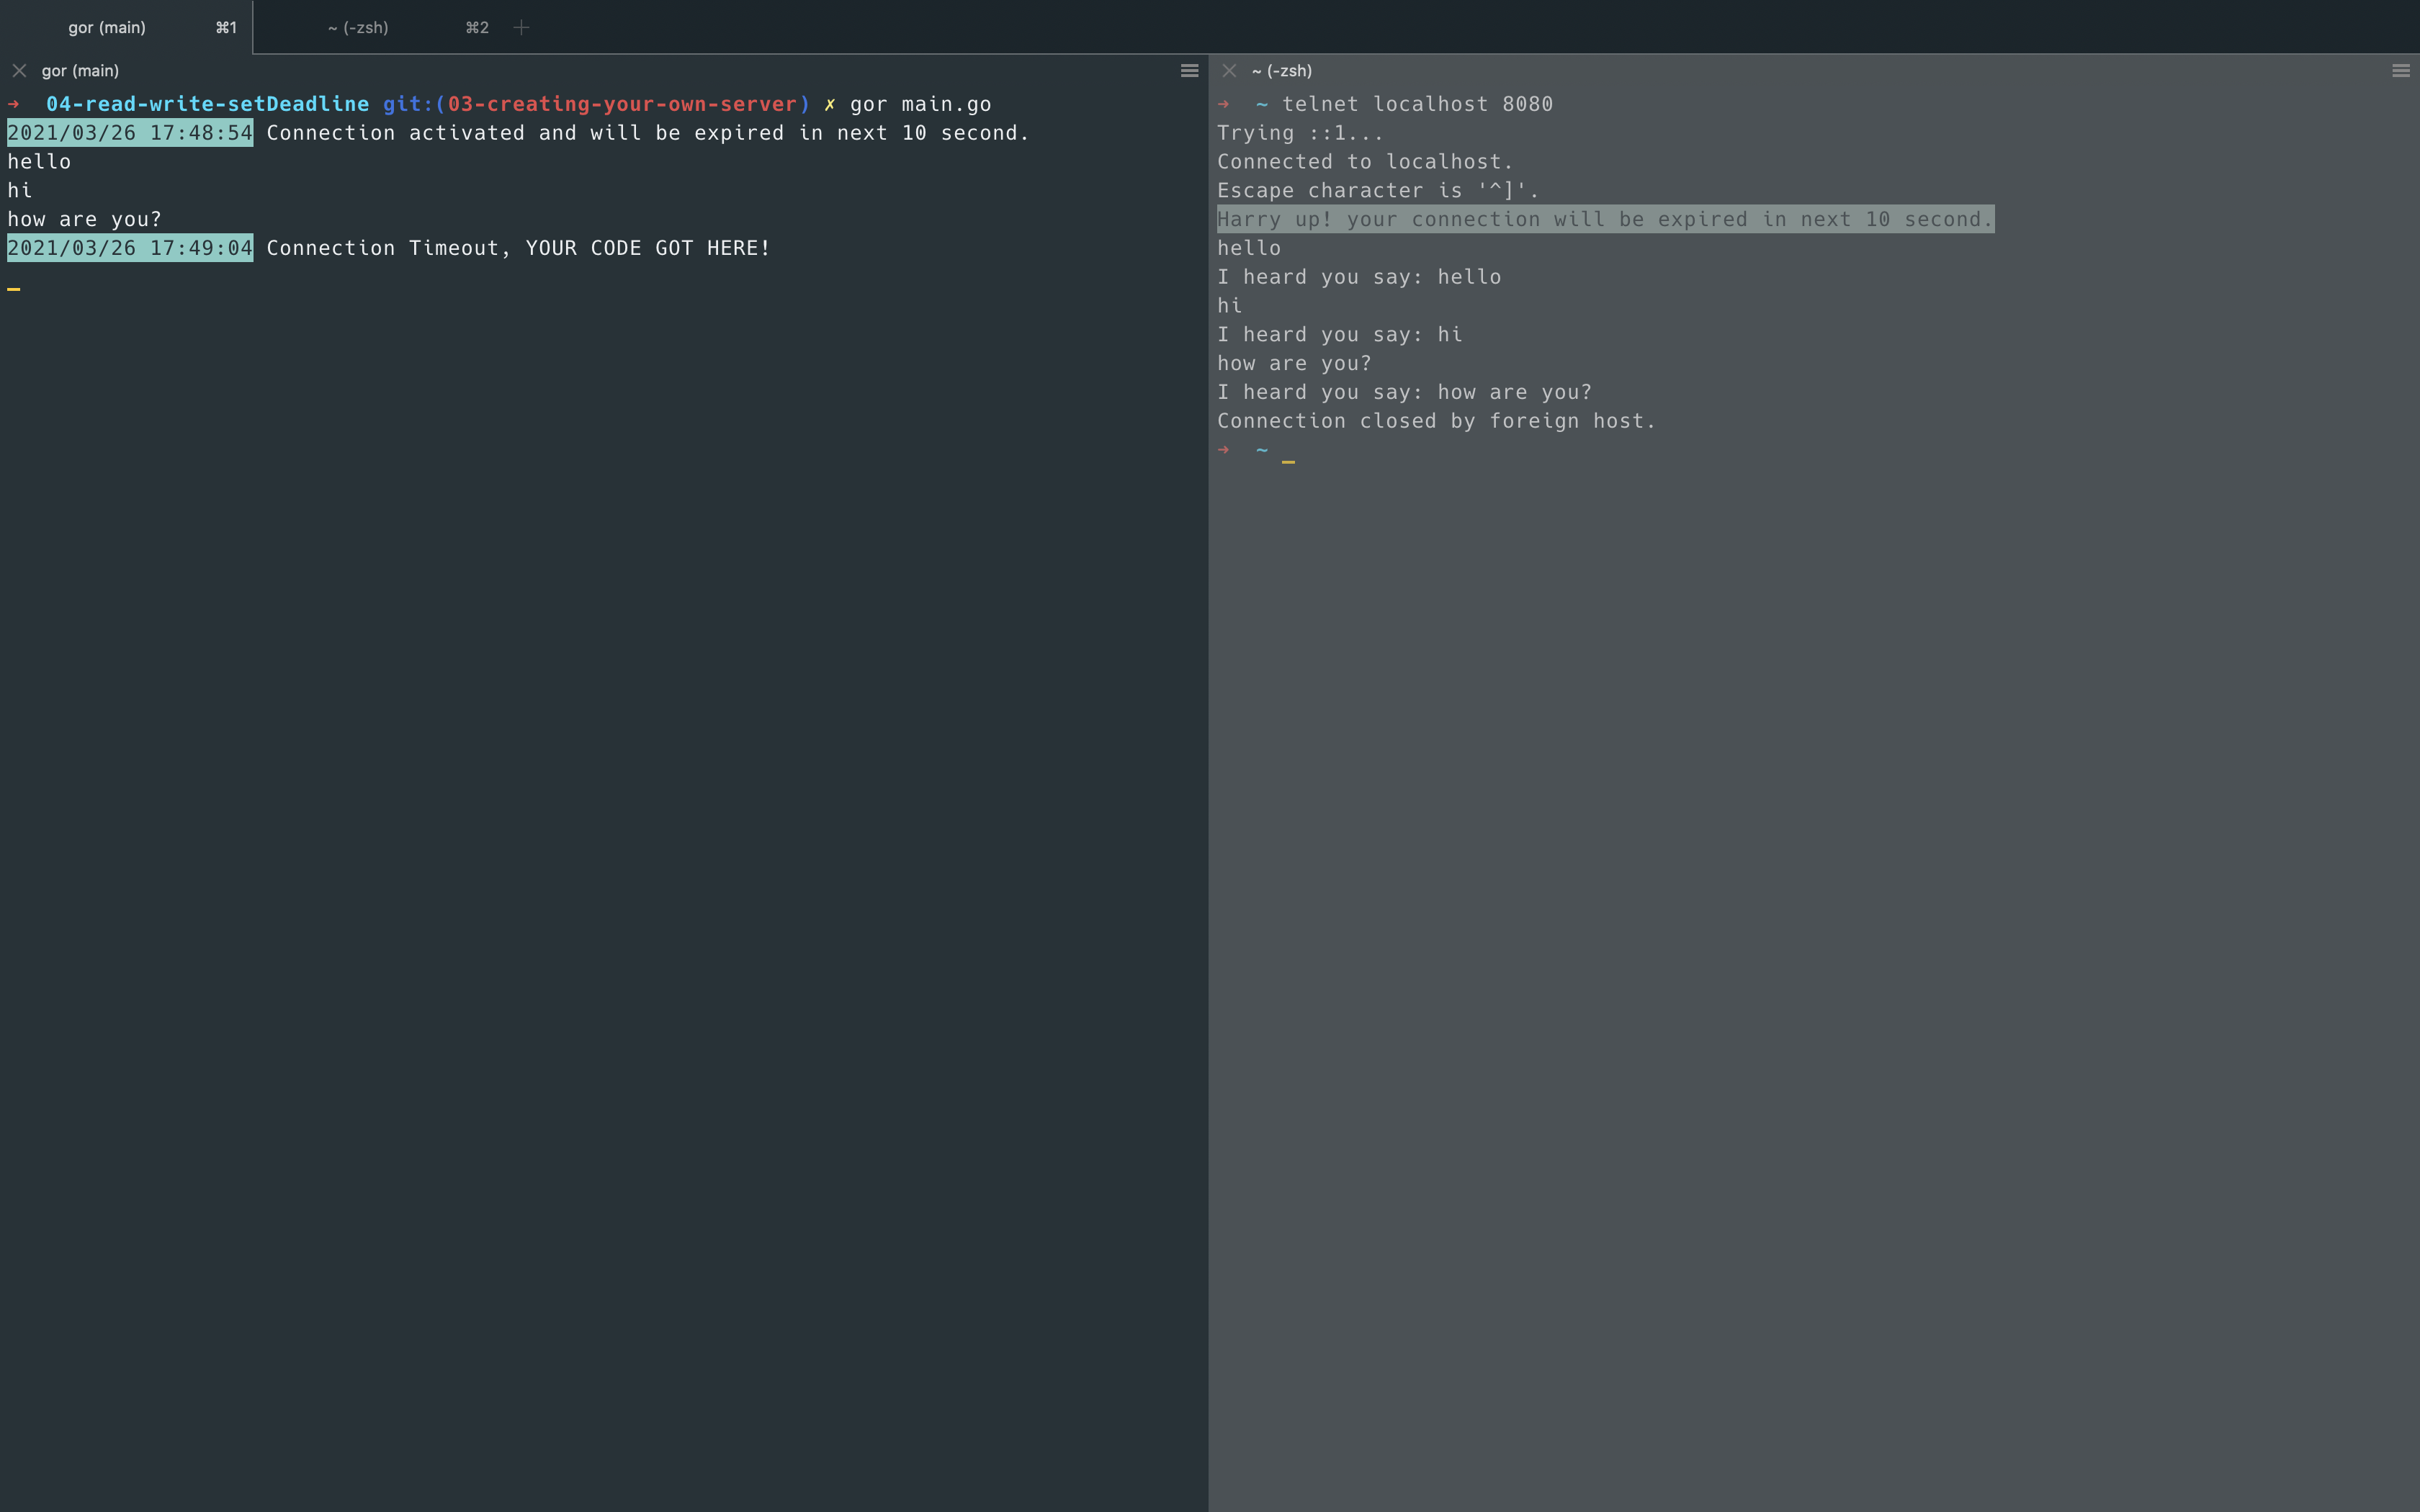 gor (main) ⌘1 ~ (-zsh) ⌘2
gor (main)
➜ 04-read-write-setDeadline git:(03-creating-your-own-server) ✗ gor main.go
2021/03/26 17:48:54 Connection activated and will be expired in next 10 second.
hello
hi
how are you?
2021/03/26 17:49:04 Connection Timeout, YOUR CODE GOT HERE!
~ (-zsh)
➜ ~ telnet localhost 8080
Trying ::1...
Connected to localhost.
Escape character is '^]'.
Harry up! your connection will be expired in next 10 second.
hello
I heard you say: hello
hi
I heard you say: hi
how are you?
I heard you say: how are you?
Connection closed by foreign host.
➜ ~